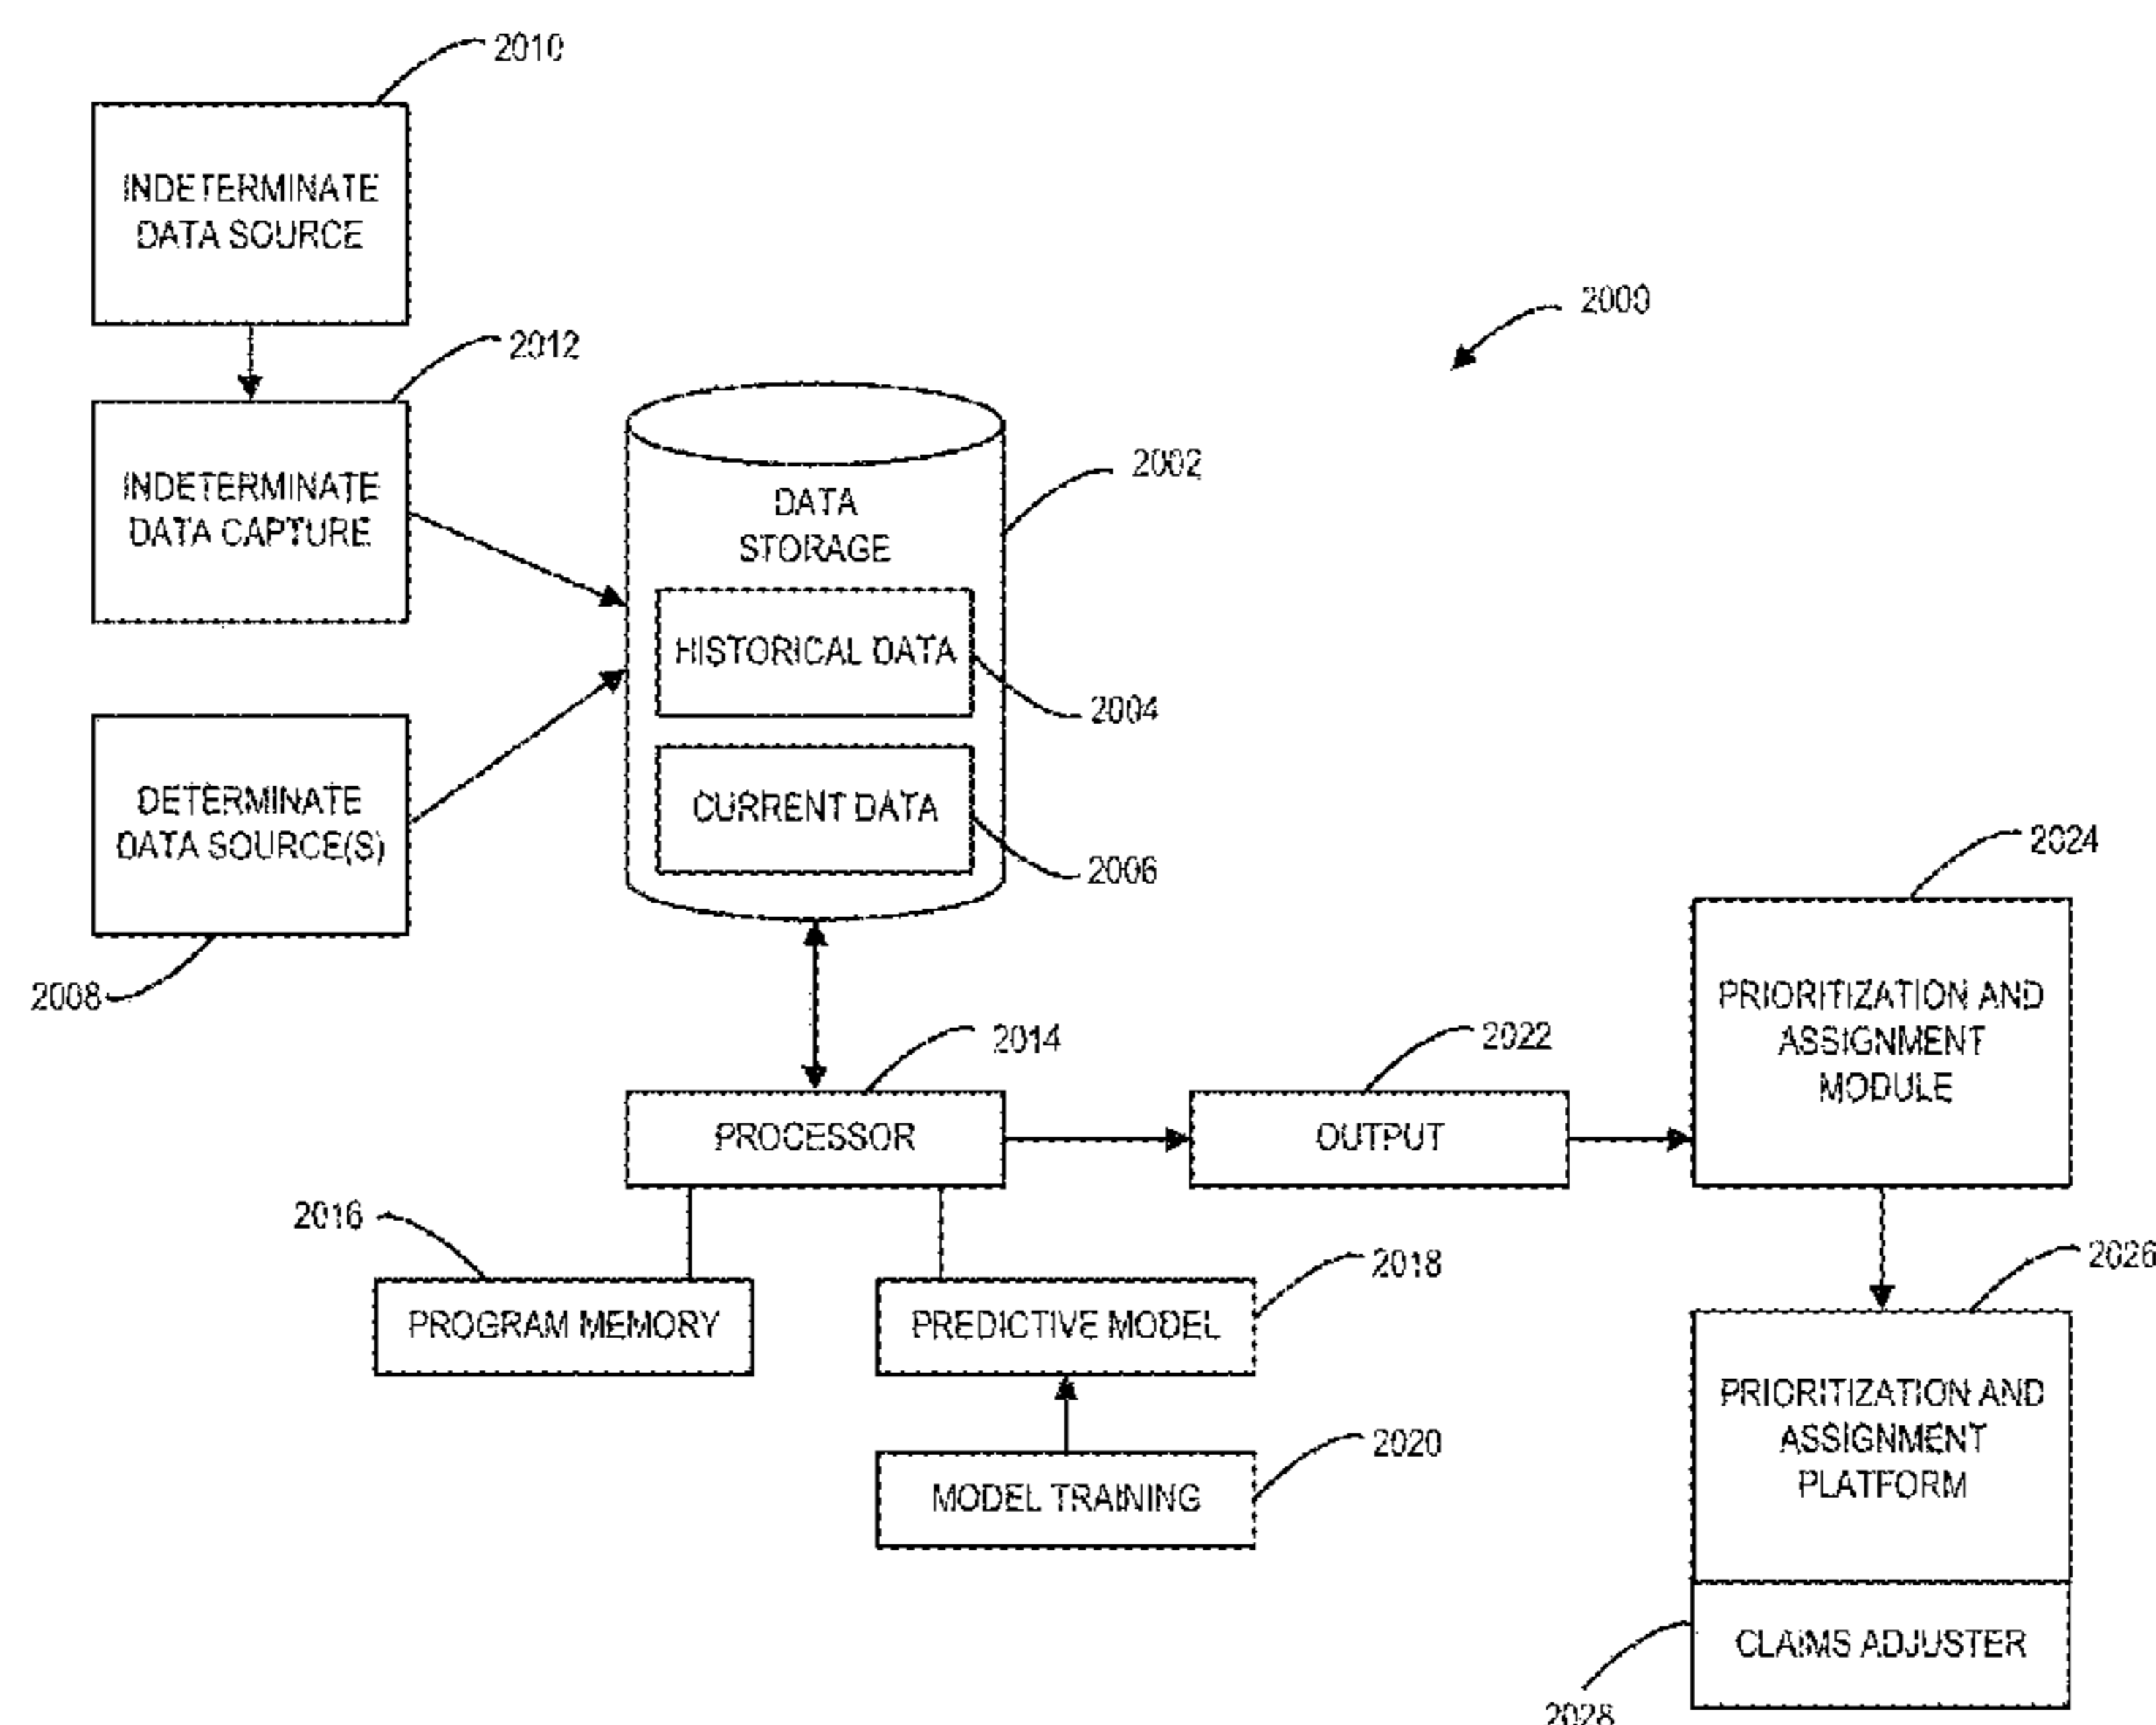 2010
INDETERMINATE
DATA SOURCE
2000
2012
INDETERMINATE
DATA CAPTURE
2002
DATA
STORAGE
HISTORICAL DATA
2004
DETERMINATE
DATA SOURCE(S)
CURRENT DATA
2006
2008
2024
PRIORITIZATION AND
ASSIGNMENT
MODULE
2014
PROCESSOR
2022
OUTPUT
2016
PROGRAM MEMORY
2018
PREDICTIVE MODEL
2020
MODEL TRAINING
2026
PRIORITIZATION AND
ASSIGNMENT
PLATFORM
CLAIMS ADJUSTER
2028